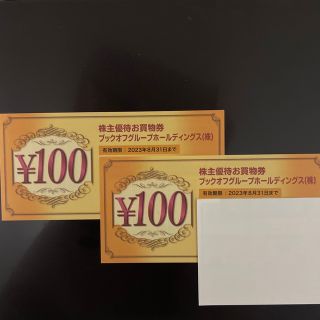 ¥100
株主優待お買物券
ブックオフグループホールディングス(株)
有効期限:2023年8月31日まで
¥100
株主優待お買物券
ブックオフグループホールディングス(株)
有効期限:2023年8月31日まで